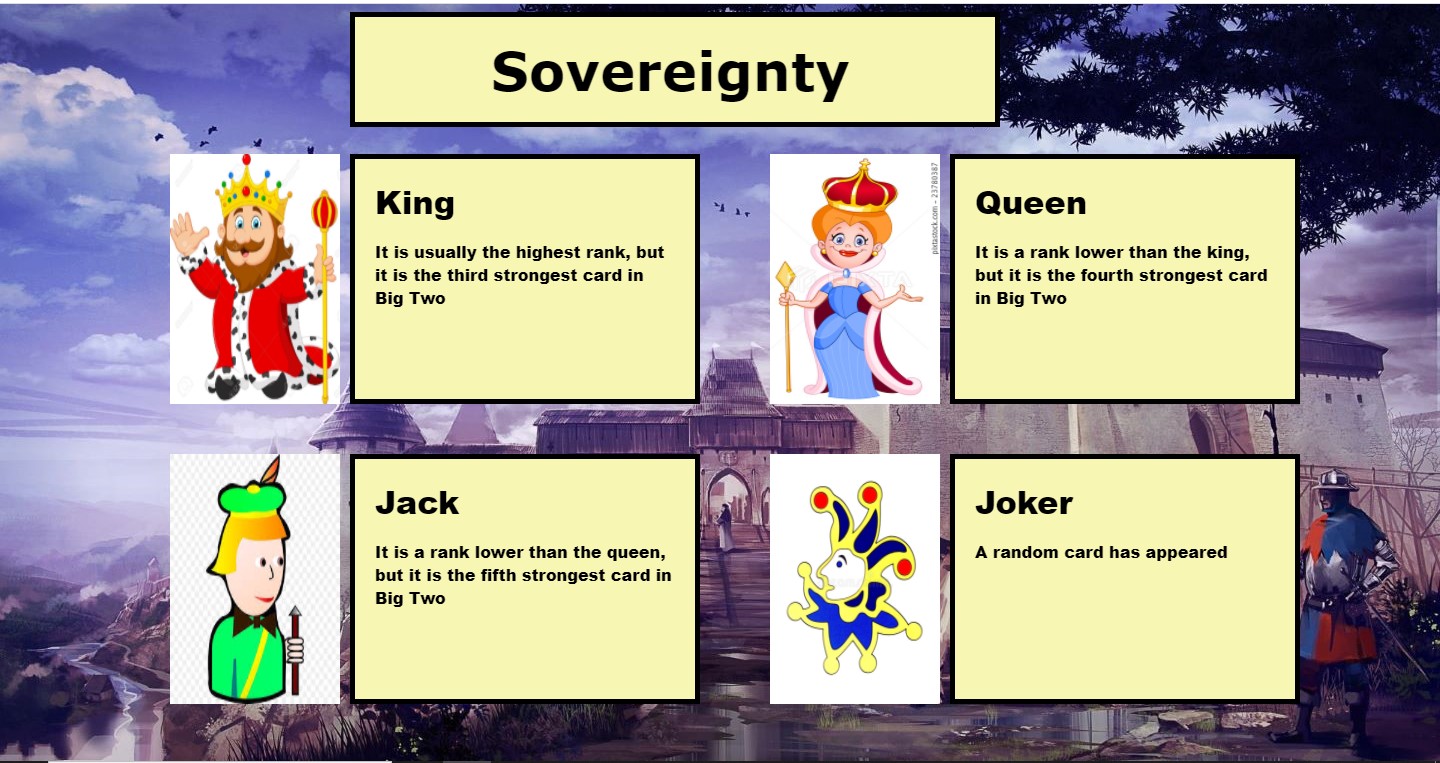 Sovereignty
King
It is usually the highest rank, but
it is the third strongest card in
Big Two
Queen
It is a rank lower than the king,
but it is the fourth strongest card
in Big Two
pixtastock.com - 23780387
Jack
It is a rank lower than the queen,
but it is the fifth strongest card in
Big Two
Joker
A random card has appeared